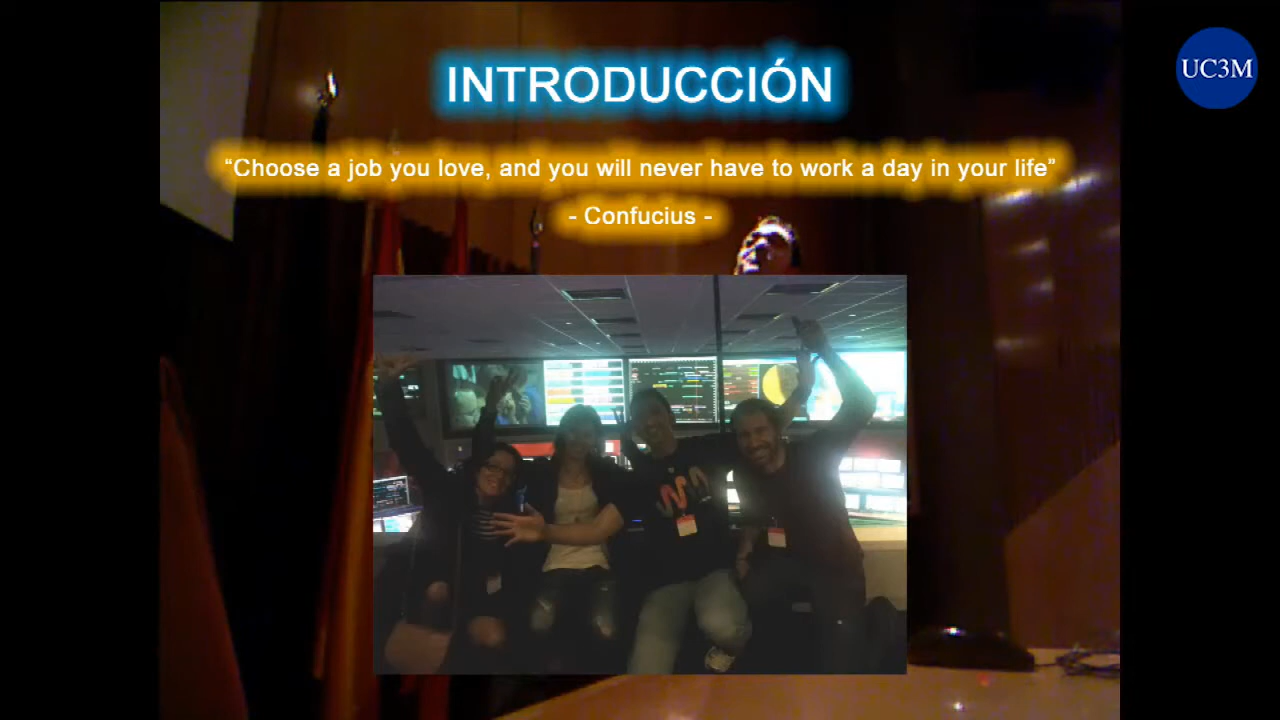 INTRODUCCIÓN
UC3M
“Choose a job you love, and you will never have to work a day in your life”
- Confucius -